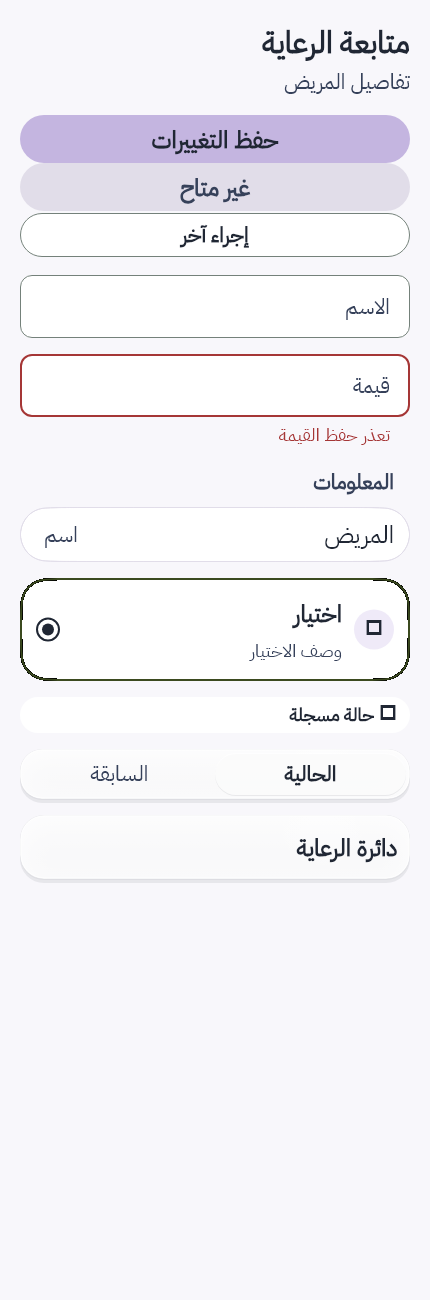 متابعة الرعاية
تفاصيل المريض
حفظ التغييرات
غير متاح
إجراء آخر
الاسم
قيمة
تعذر حفظ القيمة
المعلومات
المريض اسم
اختيار
وصف الاختيار
حالة مسجلة
الحالية السابقة
دائرة الرعاية